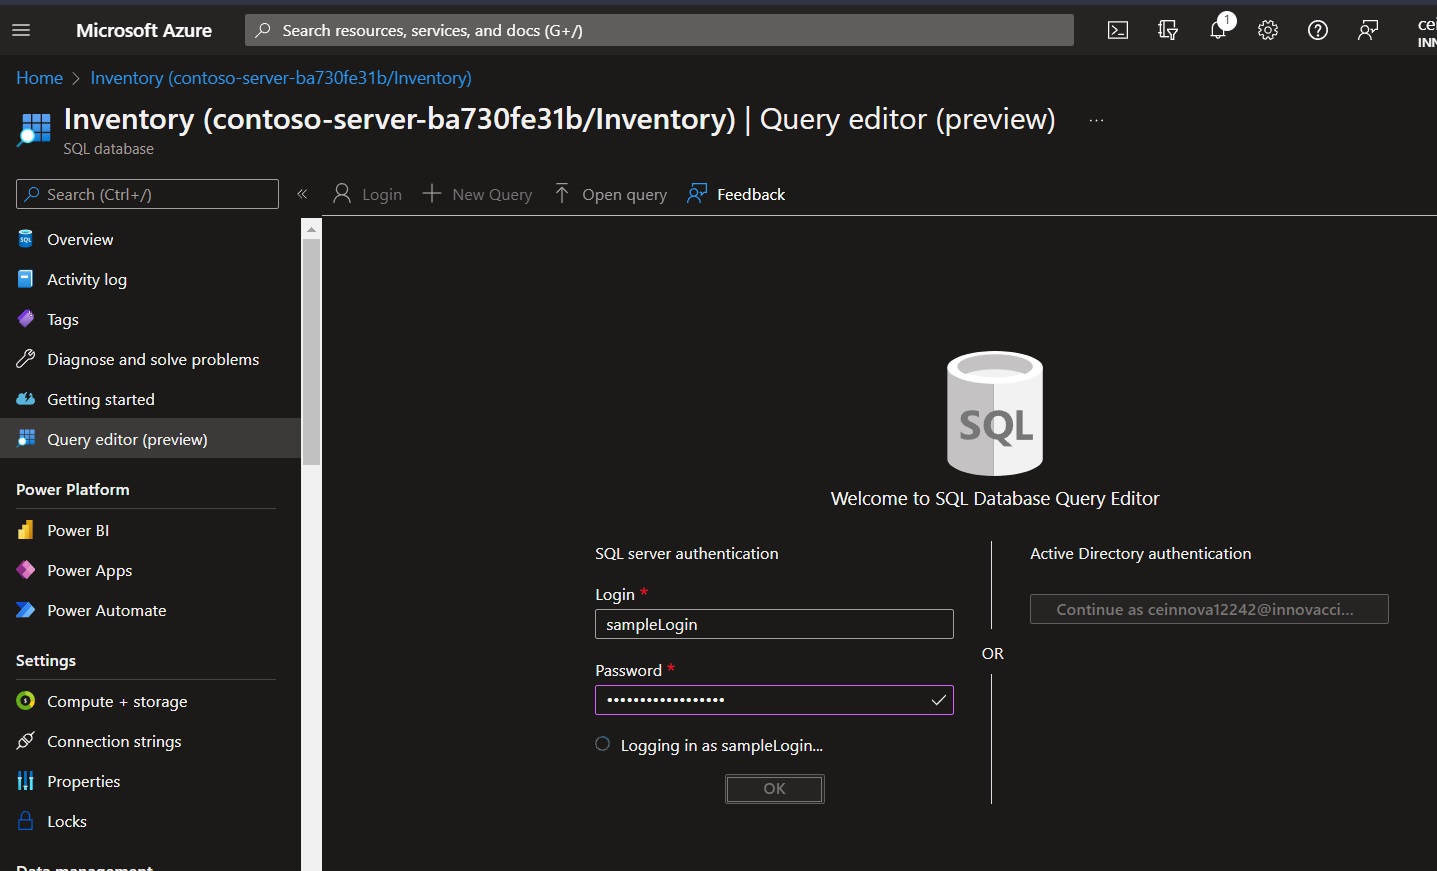 Microsoft Azure
Search resources, services, and docs (G+/)
1
cei
INN
Home > Inventory (contoso-server-ba730fe31b/Inventory)
Inventory (contoso-server-ba730fe31b/Inventory) | Query editor (preview) ...
SQL database
Search (Ctrl+/)
«
Login
New Query
Open query
Feedback
Overview
Activity log
Tags
Diagnose and solve problems
Getting started
Query editor (preview)
Power Platform
Power BI
Power Apps
Power Automate
Settings
Compute + storage
Connection strings
Properties
Locks
SQL
Welcome to SQL Database Query Editor
SQL server authentication
Login *
sampleLogin
Password *
••••••••••••••••••
Logging in as sampleLogin...
OK
OR
Active Directory authentication
Continue as ceinnova12242@innovacci...